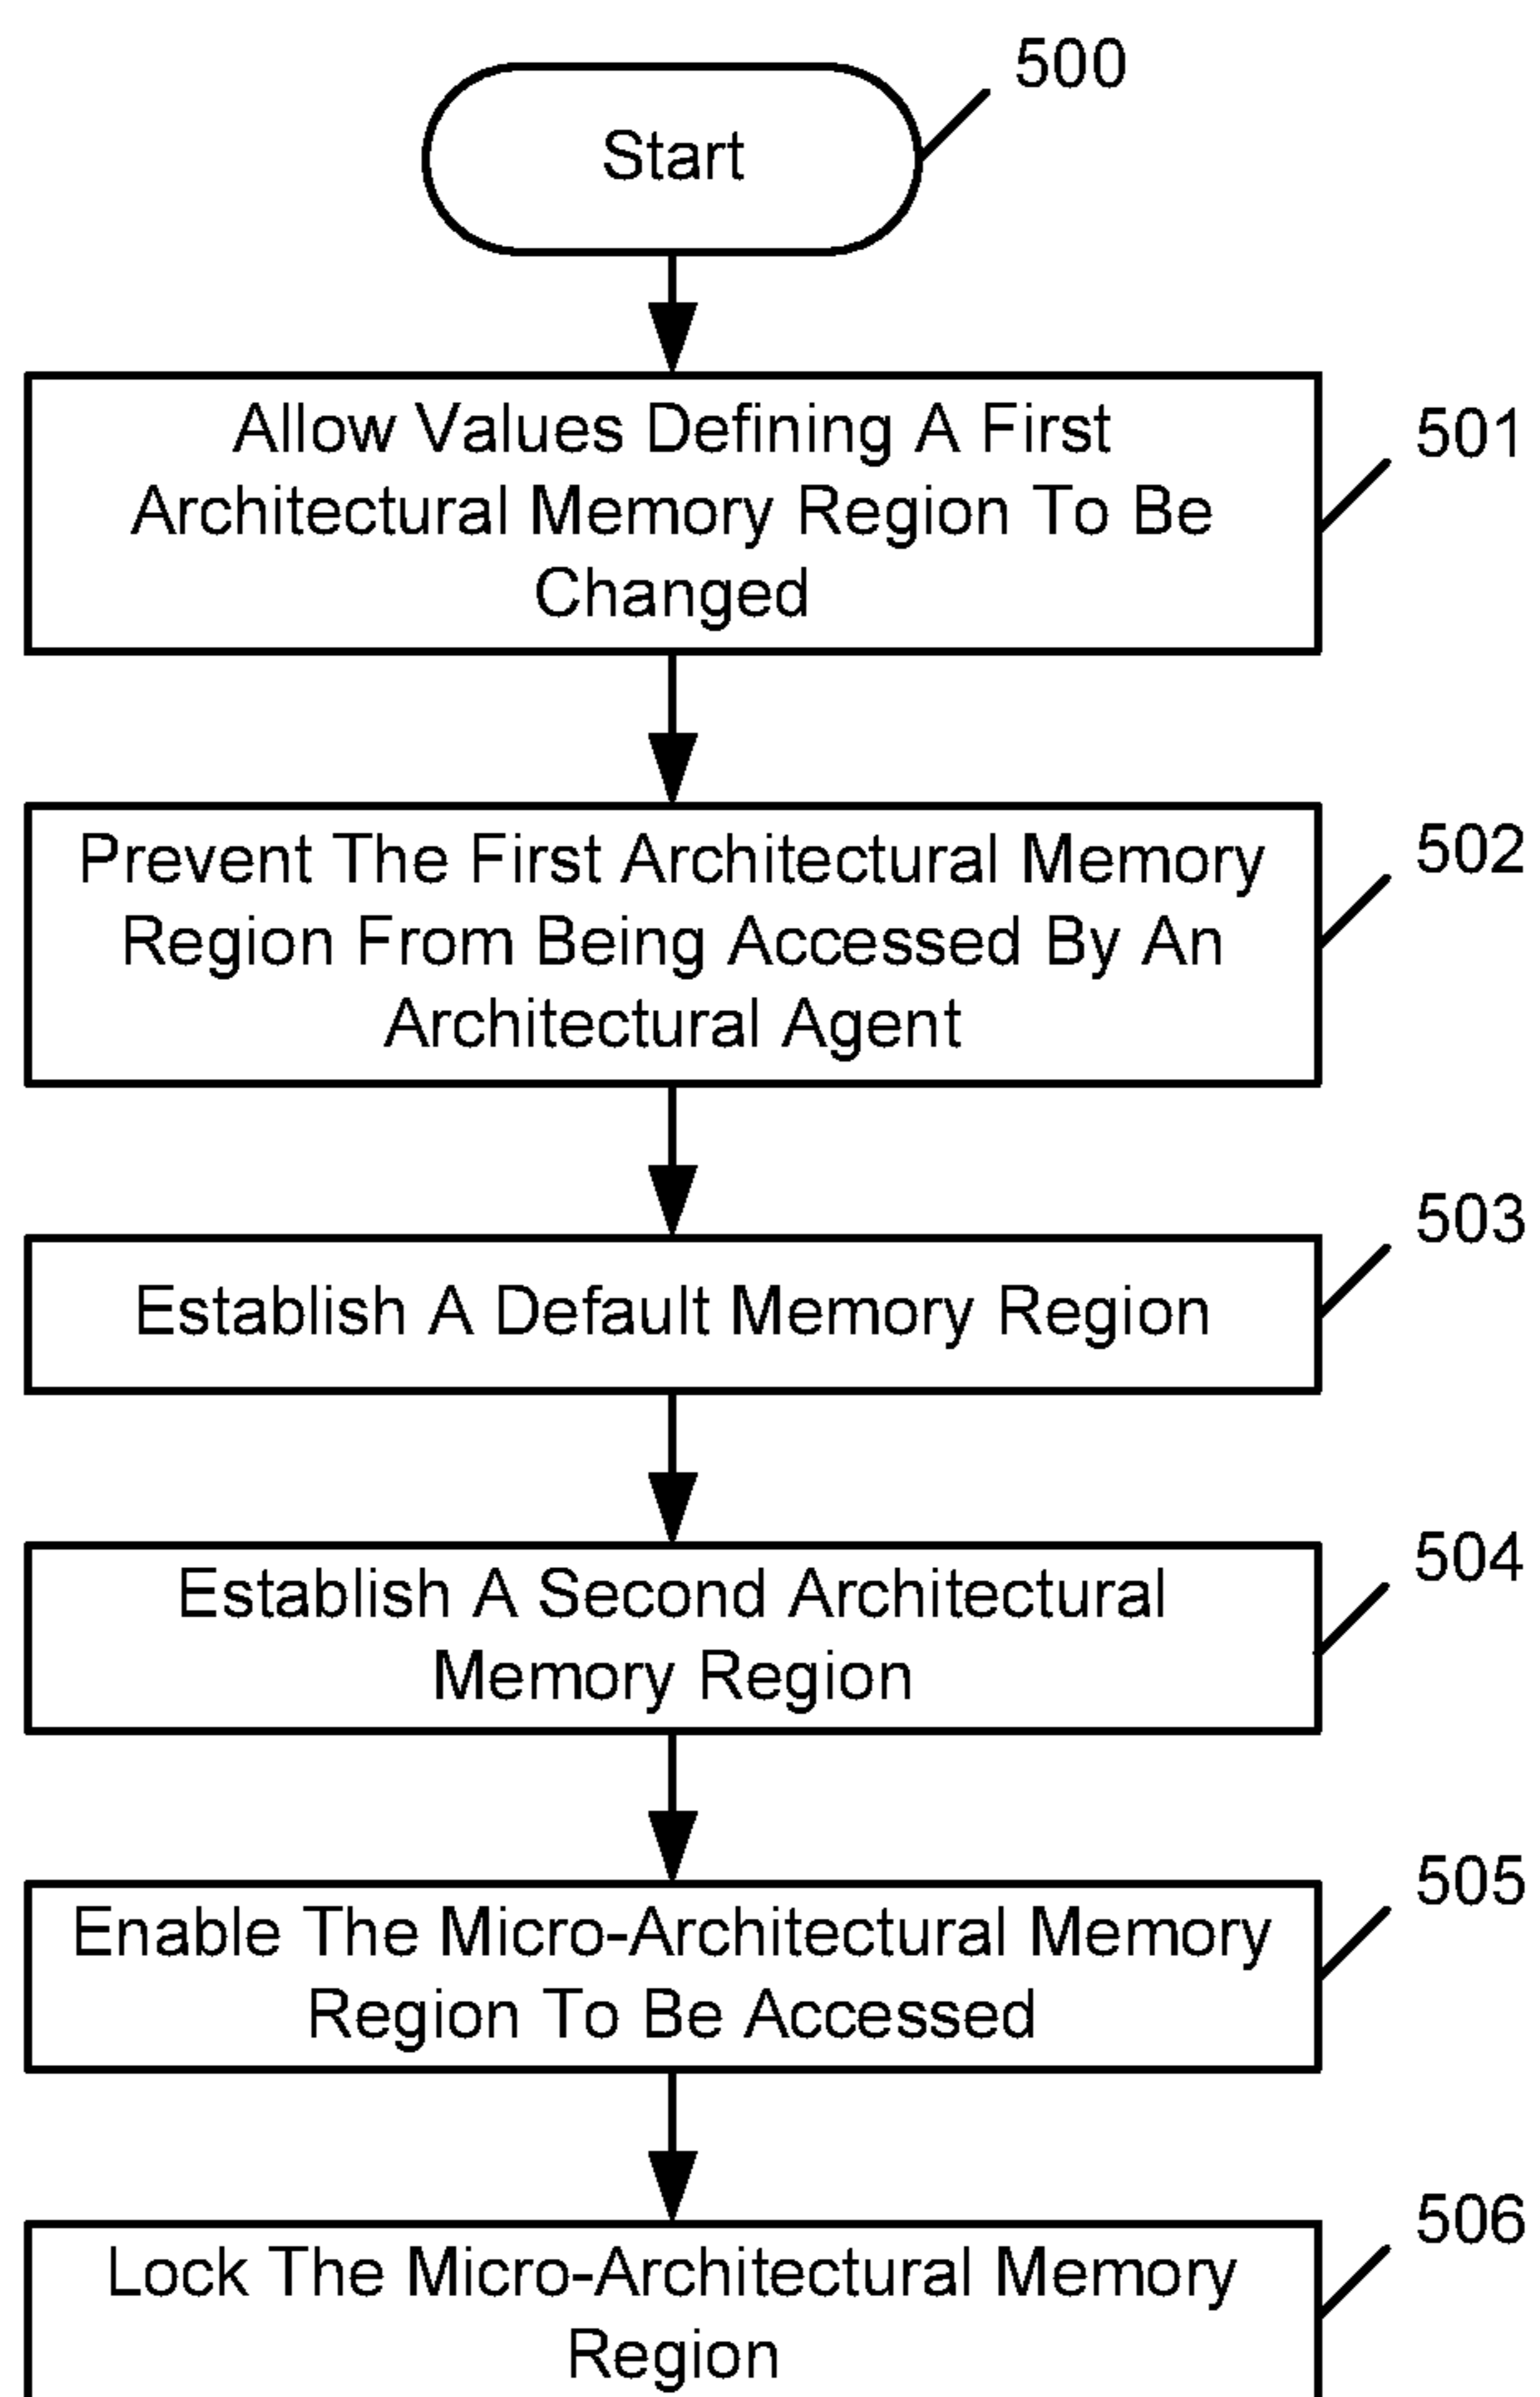 500
Start
Allow Values Defining A First
Architectural Memory Region To Be
Changed
501
Prevent The First Architectural Memory
Region From Being Accessed By An
Architectural Agent
502
Establish A Default Memory Region
503
Establish A Second Architectural
Memory Region
504
Enable The Micro-Architectural Memory
Region To Be Accessed
505
Lock The Micro-Architectural Memory
Region
506